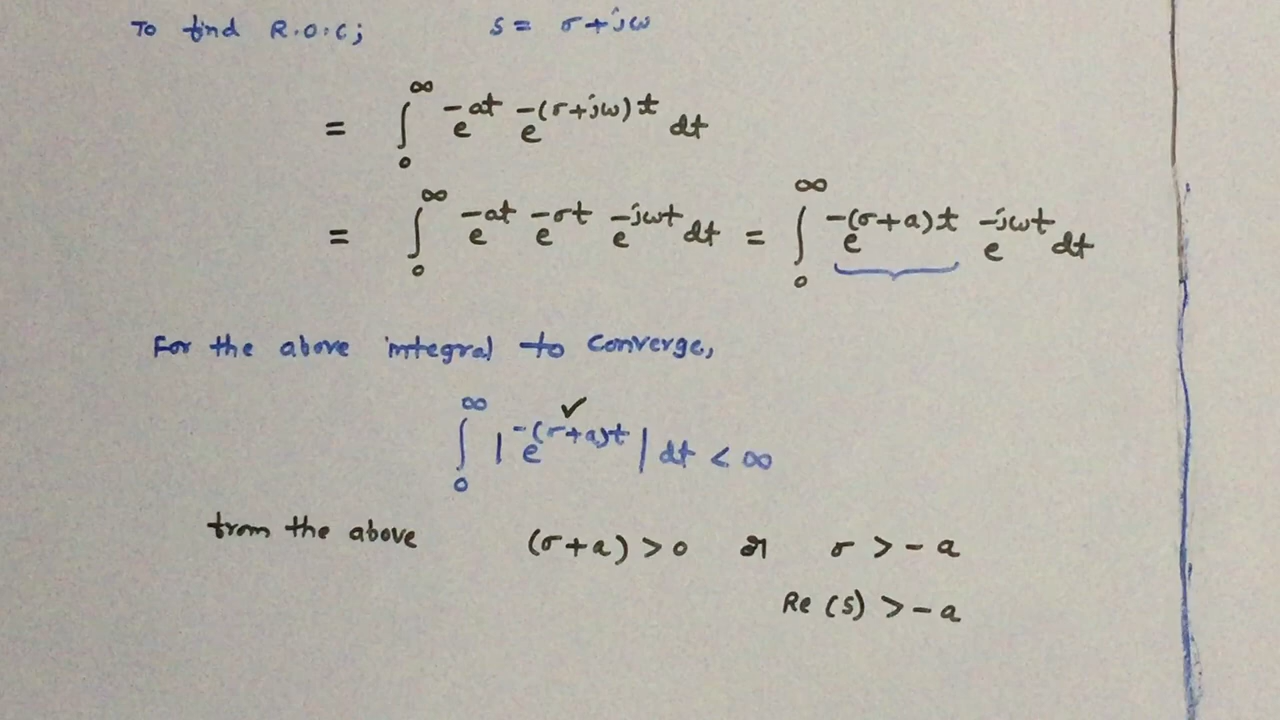 To find R.O.C; s = σ+jω
= ∫₀^∞ e^{-at} e^{-(σ+jω)t} dt
= ∫₀^∞ e^{-at} e^{-σt} e^{-jωt} dt = ∫₀^∞ e^{-(σ+a)t} e^{-jωt} dt
For the above integral to converge,
∫₀^∞ | e^{-(σ+a)t} | dt < ∞ ✓
from the above (σ+a) > 0 or σ > -a
Re(s) > -a